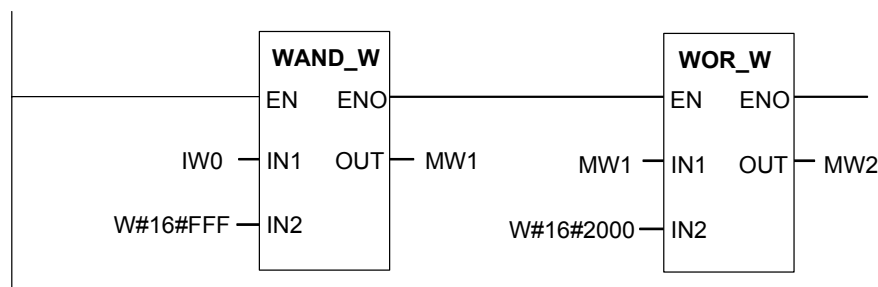 WAND_W WOR_W
EN ENO EN ENO
IW0 IN1 OUT MW1 MW1 IN1 OUT MW2
W#16#FFF IN2 W#16#2000 IN2